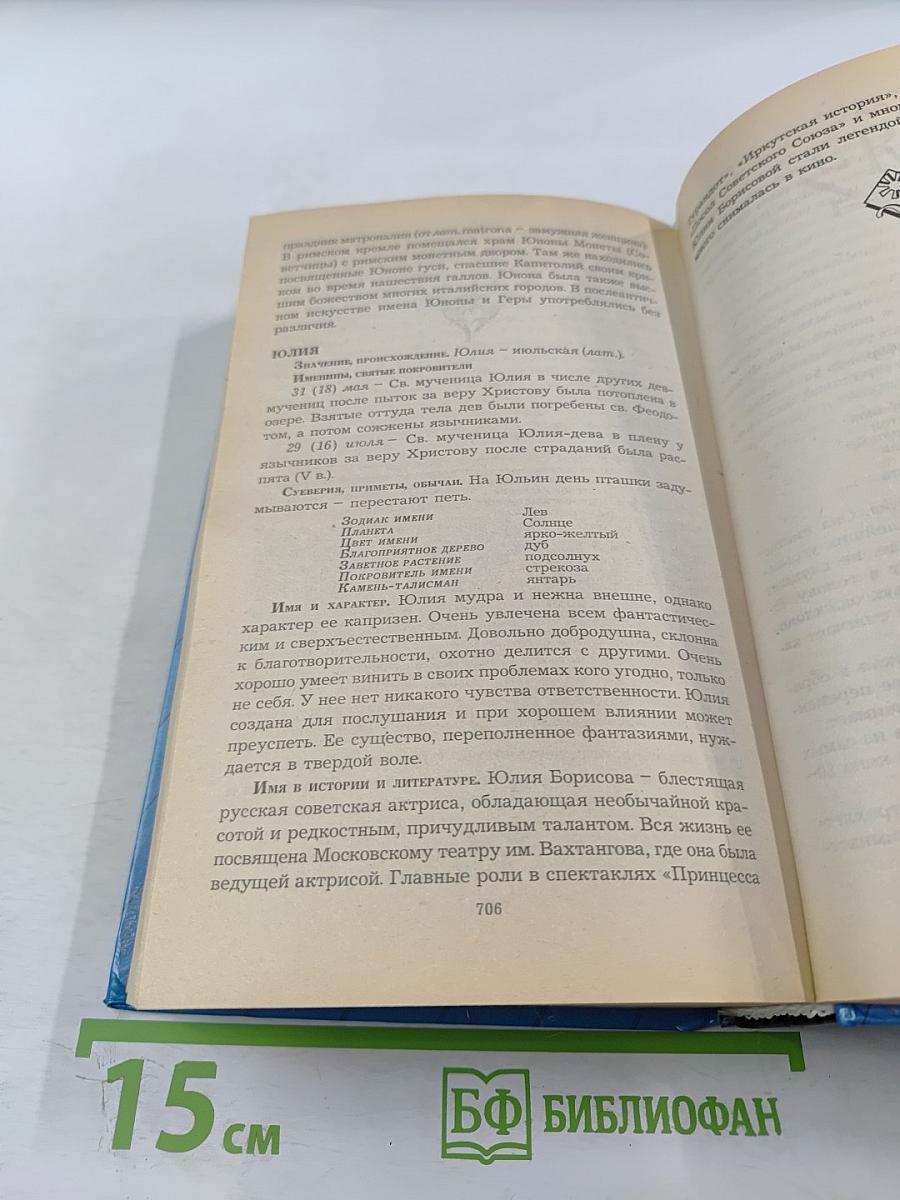 праздник матроналии (от лат. matrona – замужняя женщина).
В римском кремле помещался храм Юноны Монеты (Со-
ветчицы) с римским монетным двором. Там же находились
посвященные Юноне гуси, спасшие Капитолий своим кри-
ком во время нашествия галлов. Юнона была также выс-
шим божеством многих италийских городов. В послеантич-
ном искусстве имена Юноны и Геры употреблялись без
различия.
ЮЛИЯ
Значение, происхождение. Юлия – июльская (лат.).
Именины, святые покровители
31 (18) мая – Св. мученица Юлия в числе других дев-
мучениц после пыток за веру Христову была потоплена в
озере. Взятые оттуда тела дев были погребены св. Феодо-
том, а потом сожжены язычниками.
29 (16) июля – Св. мученица Юлия-дева в плену у
язычников за веру Христову после страданий была рас-
пята (V в.).
Суеверия, приметы, обычаи. На Юльин день пташки заду-
мываются – перестают петь.
Зодиак имени Лев
Планета Солнце
Цвет имени ярко-желтый
Благоприятное дерево дуб
Заветное растение подсолнух
Покровитель имени стрекоза
Камень-талисман янтарь
Имя и характер. Юлия мудра и нежна внешне, однако
характер ее капризен. Очень увлечена всем фантастичес-
ким и сверхъестественным. Довольно добродушна, склонна
к благотворительности, охотно делится с другими. Очень
хорошо умеет винить в своих проблемах кого угодно, только
не себя. У нее нет никакого чувства ответственности. Юлия
создана для послушания и при хорошем влиянии может
преуспеть. Ее существо, переполненное фантазиями, нуж-
дается в твердой воле.
Имя в истории и литературе. Юлия Борисова – блестящая
русская советская актриса, обладающая необычайной кра-
сотой и редкостным, причудливым талантом. Вся жизнь ее
посвящена Московскому театру им. Вахтангова, где она была
ведущей актрисой. Главные роли в спектаклях «Принцесса
706
«Иркутская история»,
Советского Союза» и
Юлии Борисовой стали легендой
много снималась в кино.
15 см
БФ БИБЛИОФАН